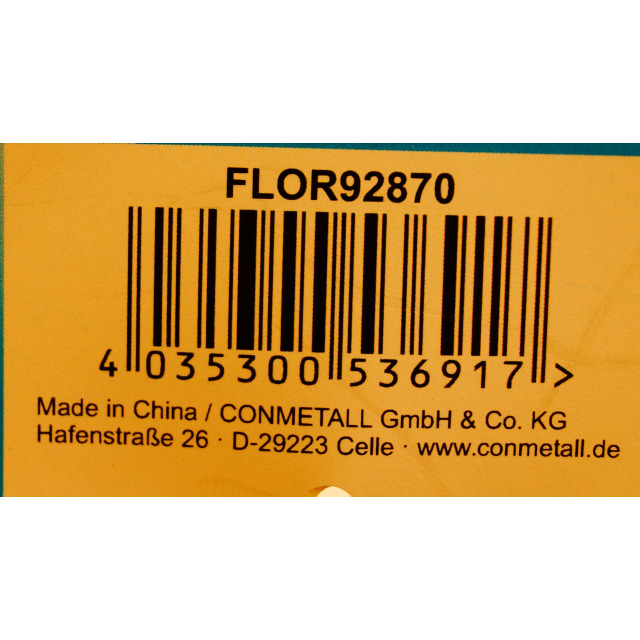 FLOR92870
4 035300 536917 >
Made in China / CONMETALL GmbH & Co. KG
Hafenstraße 26 · D-29223 Celle · www.conmetall.de